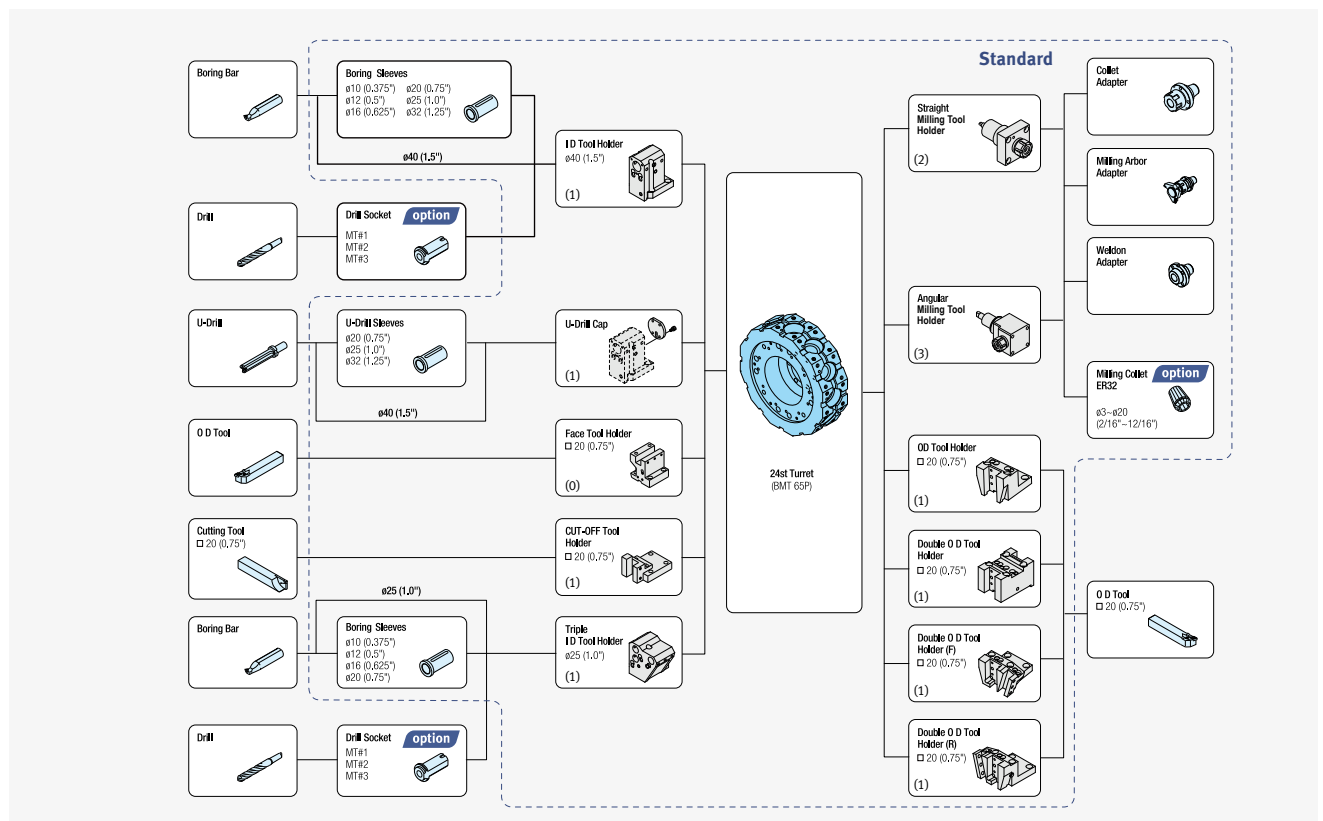 Standard
Boring Bar
Boring Sleeves
ø10 (0.375") ø20 (0.75")
ø12 (0.5") ø25 (1.0")
ø16 (0.625") ø32 (1.25")
ø40 (1.5")
I D Tool Holder
ø40 (1.5")
(1)
Drill
Drill Socket
option
MT#1
MT#2
MT#3
U-Drill
U-Drill Sleeves
ø20 (0.75")
ø25 (1.0")
ø32 (1.25")
ø40 (1.5")
U-Drill Cap
(1)
O D Tool
Face Tool Holder
□ 20 (0.75")
(0)
Cutting Tool
□ 20 (0.75")
CUT-OFF Tool
Holder
□ 20 (0.75")
(1)
ø25 (1.0")
Boring Bar
Boring Sleeves
ø10 (0.375")
ø12 (0.5")
ø16 (0.625")
ø20 (0.75")
Triple
I D Tool Holder
ø25 (1.0")
(1)
Drill
Drill Socket
option
MT#1
MT#2
MT#3
24st Turret
(BMT 65P)
Straight
Milling Tool
Holder
(2)
Angular
Milling Tool
Holder
(3)
Collet
Adapter
Milling Arbor
Adapter
Weldon
Adapter
Milling Collet
ER32
option
ø3~ø20
(2/16"~12/16")
OD Tool Holder
□ 20 (0.75")
(1)
Double O D Tool
Holder
□ 20 (0.75")
(1)
Double O D Tool
Holder (F)
□ 20 (0.75")
(1)
Double O D Tool
Holder (R)
□ 20 (0.75")
(1)
O D Tool
□ 20 (0.75")